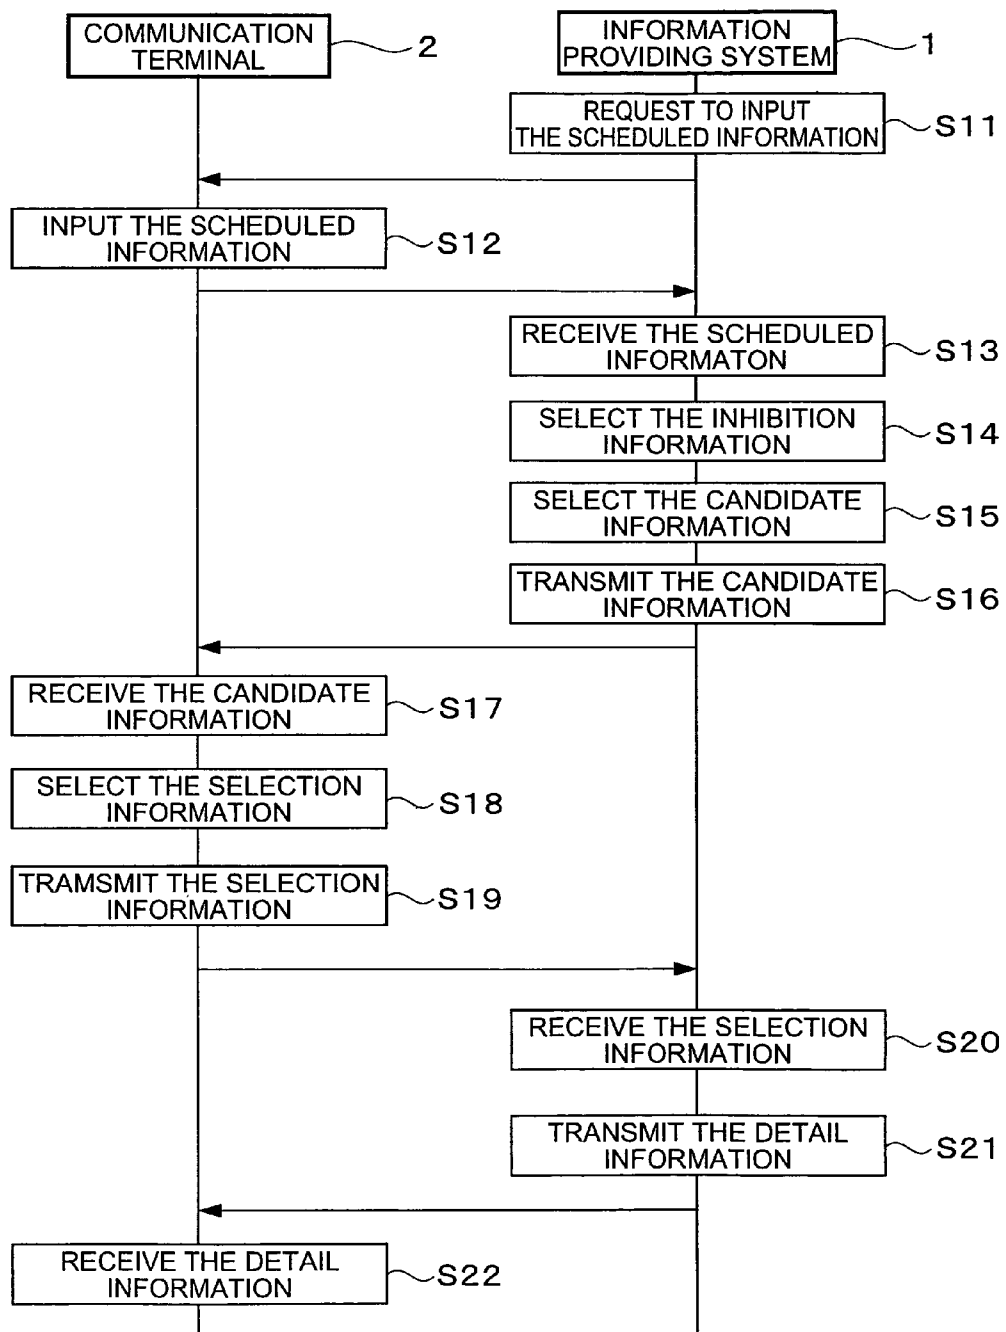 COMMUNICATION
TERMINAL
2
INFORMATION
PROVIDING SYSTEM
1
REQUEST TO INPUT
THE SCHEDULED INFORMATION
S11
INPUT THE SCHEDULED
INFORMATION
S12
RECEIVE THE SCHEDULED
INFORMATON
S13
SELECT THE INHIBITION
INFORMATION
S14
SELECT THE CANDIDATE
INFORMATION
S15
TRANSMIT THE CANDIDATE
INFORMATION
S16
RECEIVE THE CANDIDATE
INFORMATION
S17
SELECT THE SELECTION
INFORMATION
S18
TRAMSMIT THE SELECTION
INFORMATION
S19
RECEIVE THE SELECTION
INFORMATION
S20
TRANSMIT THE DETAIL
INFORMATION
S21
RECEIVE THE DETAIL
INFORMATION
S22